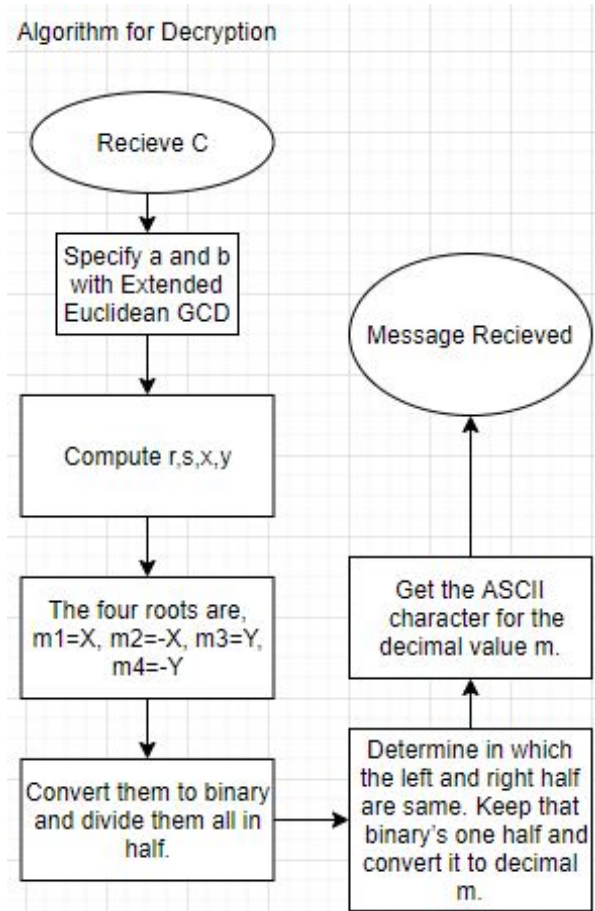 Algorithm for Decryption
Recieve C
Specify a and b
with Extended
Euclidean GCD
Compute r,s,x,y
The four roots are,
m1=X, m2=-X, m3=Y,
m4=-Y
Convert them to binary
and divide them all in
half.
Determine in which
the left and right half
are same. Keep that
binary's one half and
convert it to decimal
m.
Get the ASCII
character for the
decimal value m.
Message Recieved